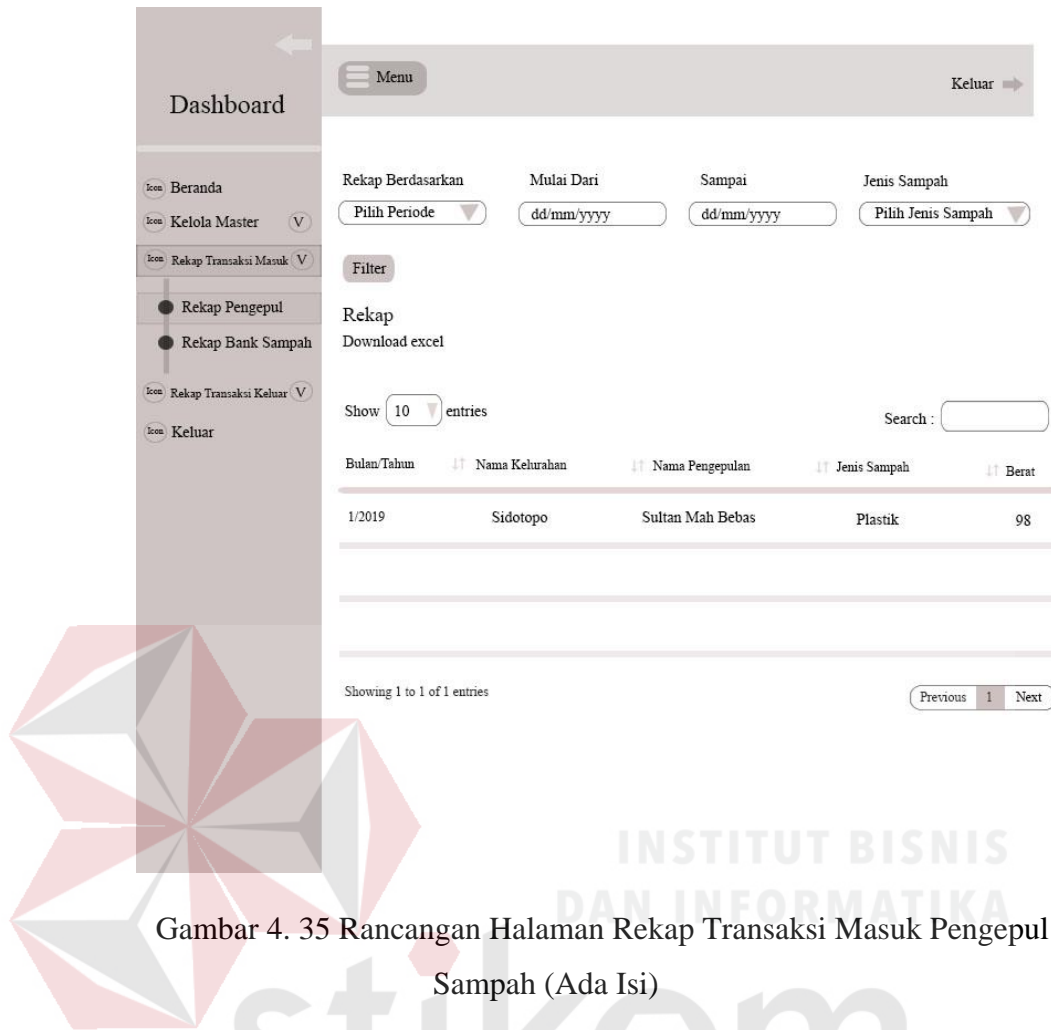 Dashboard
Icon Beranda
Icon Kelola Master V
Icon Rekap Transaksi Masuk V
Rekap Pengepul
Rekap Bank Sampah
Icon Rekap Transaksi Keluar V
Icon Keluar
Menu
Keluar
Rekap Berdasarkan Mulai Dari Sampai Jenis Sampah
Pilih Periode dd/mm/yyyy dd/mm/yyyy Pilih Jenis Sampah
Filter
Rekap
Download excel
Show 10 entries Search :
Bulan/Tahun Nama Kelurahan Nama Pengepulan Jenis Sampah Berat
1/2019 Sidotopo Sultan Mah Bebas Plastik 98
Showing 1 to 1 of 1 entries Previous 1 Next
INSTITUT BISNIS
DAN INFORMATIKA
Gambar 4. 35 Rancangan Halaman Rekap Transaksi Masuk Pengepul
Sampah (Ada Isi)
stikom